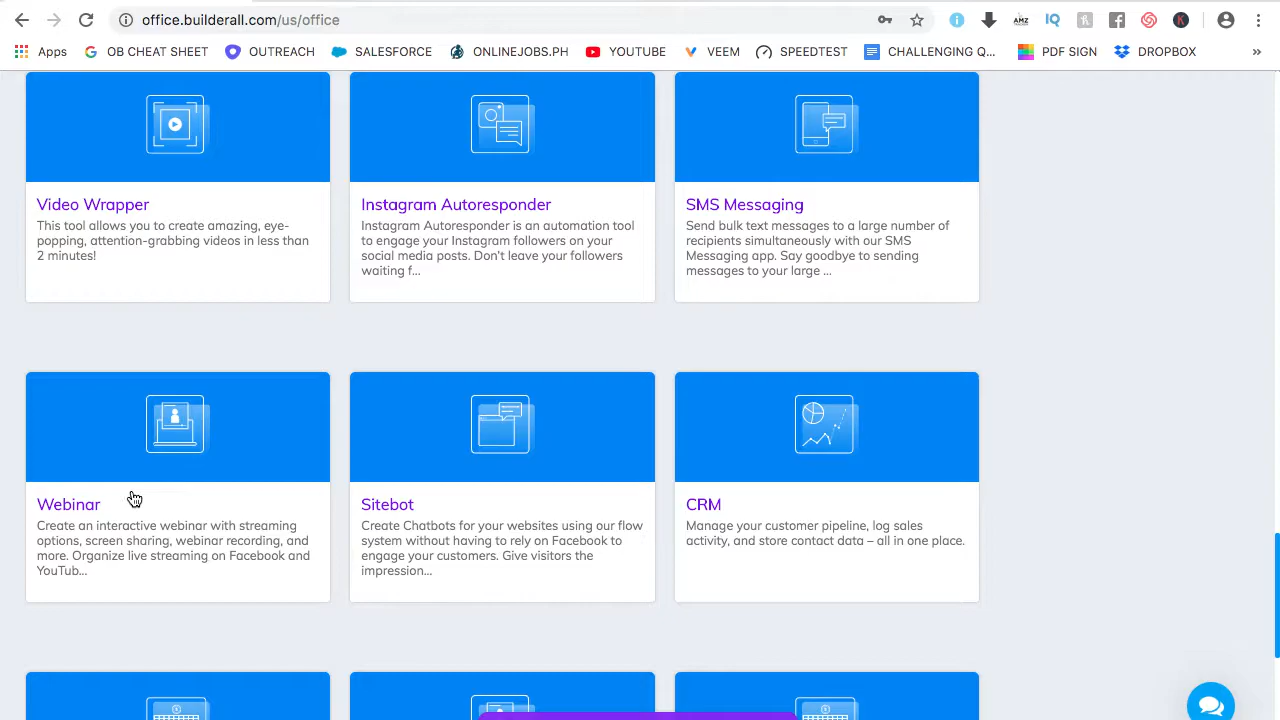 office.builderall.com/us/office
Apps
OB CHEAT SHEET
OUTREACH
SALESFORCE
ONLINEJOBS.PH
YOUTUBE
VEEM
SPEEDTEST
CHALLENGING Q...
PDF SIGN
DROPBOX
»
AMZ
IQ
K
Video Wrapper
This tool allows you to create amazing, eye-
popping, attention-grabbing videos in less than
2 minutes!
Instagram Autoresponder
Instagram Autoresponder is an automation tool
to engage your Instagram followers on your
social media posts. Don't leave your followers
waiting f...
SMS Messaging
Send bulk text messages to a large number of
recipients simultaneously with our SMS
Messaging app. Say goodbye to sending
messages to your large ...
Webinar
Create an interactive webinar with streaming
options, screen sharing, webinar recording, and
more. Organize live streaming on Facebook and
YouTub...
Sitebot
Create Chatbots for your websites using our flow
system without having to rely on Facebook to
engage your customers. Give visitors the
impression...
CRM
Manage your customer pipeline, log sales
activity, and store contact data – all in one place.